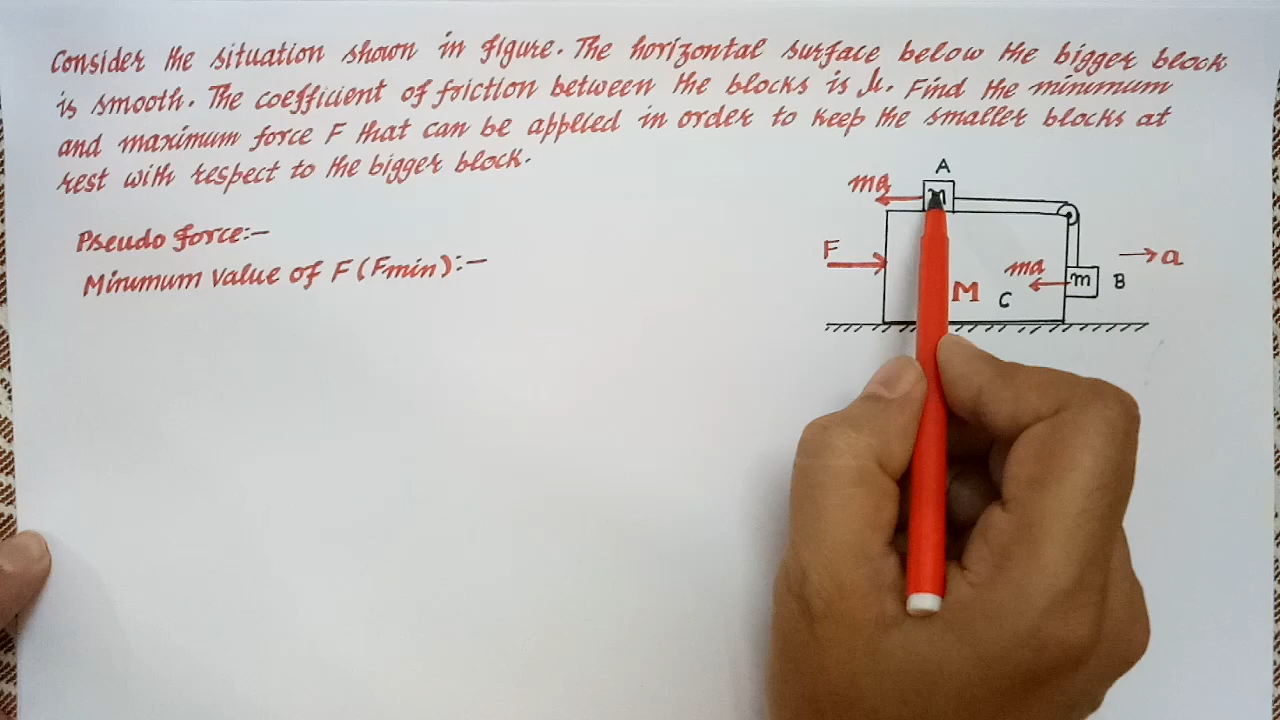 Consider the situation shown in figure. The horizontal surface below the bigger block
is smooth. The coefficient of friction between the blocks is μ. Find the minimum
and maximum force F that can be applied in order to keep the smaller blocks at
rest with respect to the bigger block.
Pseudo force:-
Minimum value of F (Fmin):-
A
ma
m
F
ma
m
B
a
M
C